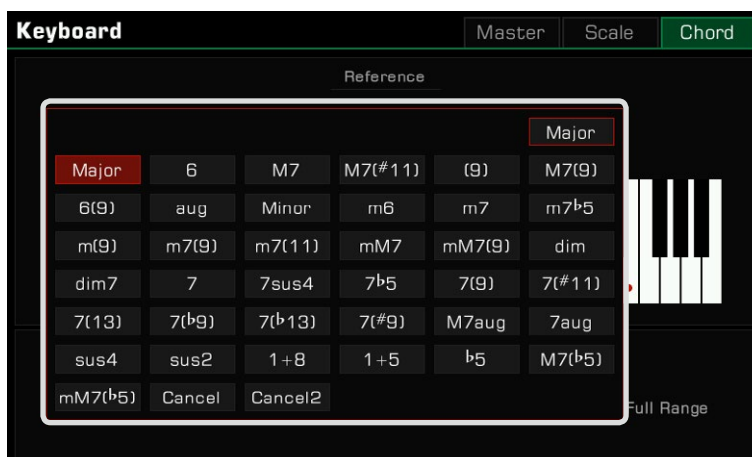 Keyboard Master Scale Chord
Reference
Major
Major 6 M7 M7(#11) (9) M7(9)
6(9) aug Minor m6 m7 m7♭5
m(9) m7(9) m7(11) mM7 mM7(9) dim
dim7 7 7sus4 7♭5 7(9) 7(#11)
7(13) 7(♭9) 7(♭13) 7(#9) M7aug 7aug
sus4 sus2 1+8 1+5 ♭5 M7(♭5)
mM7(♭5) Cancel Cancel2
Full Range